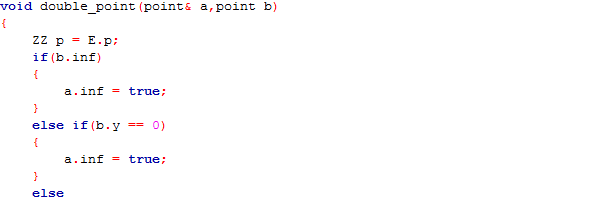 void double_point(point& a,point b)
{
    ZZ p = E.p;
    if(b.inf)
    {
        a.inf = true;
    }
    else if(b.y == 0)
    {
        a.inf = true;
    }
    else